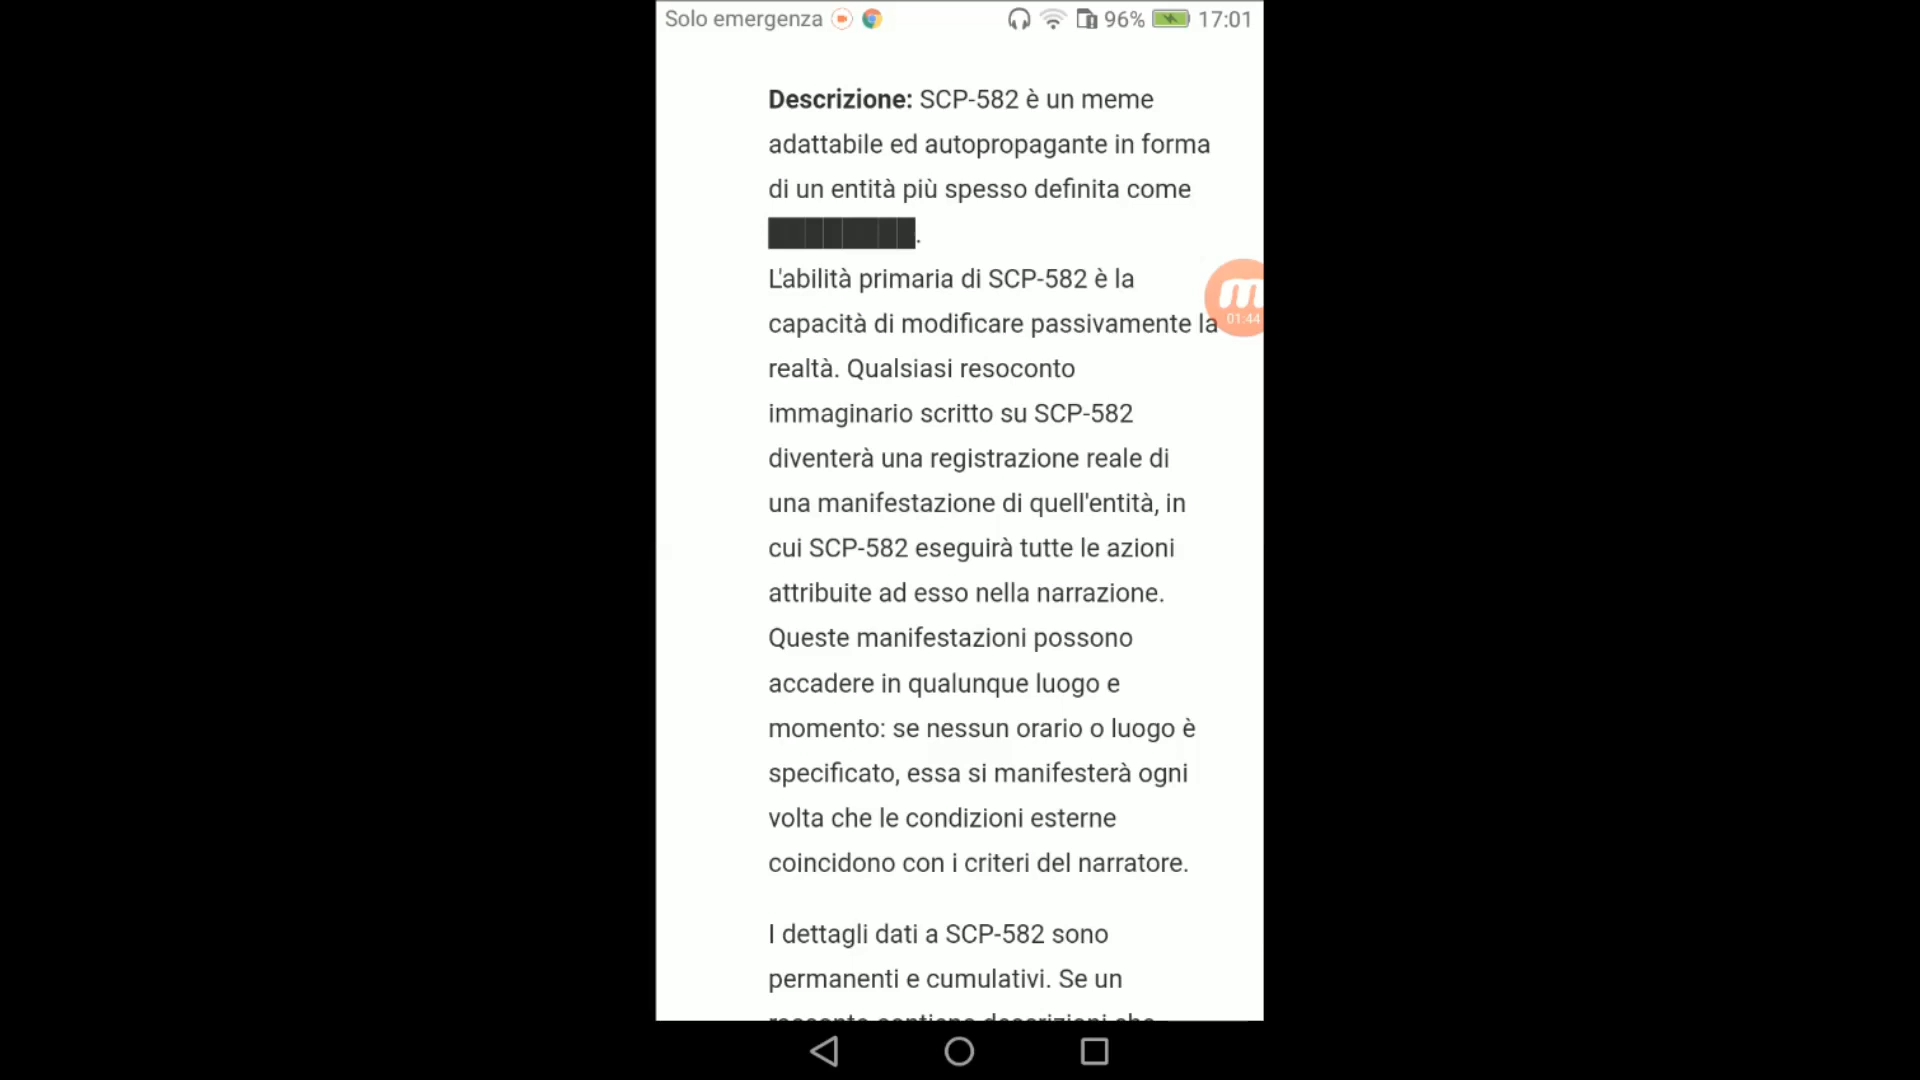 Solo emergenza 96% 17:01
Descrizione: SCP-582 è un meme
adattabile ed autopropagante in forma
di un entità più spesso definita come
████████.
L'abilità primaria di SCP-582 è la
capacità di modificare passivamente la
realtà. Qualsiasi resoconto
immaginario scritto su SCP-582
diventerà una registrazione reale di
una manifestazione di quell'entità, in
cui SCP-582 eseguirà tutte le azioni
attribuite ad esso nella narrazione.
Queste manifestazioni possono
accadere in qualunque luogo e
momento: se nessun orario o luogo è
specificato, essa si manifesterà ogni
volta che le condizioni esterne
coincidono con i criteri del narratore.
I dettagli dati a SCP-582 sono
permanenti e cumulativi. Se un
m
01:44